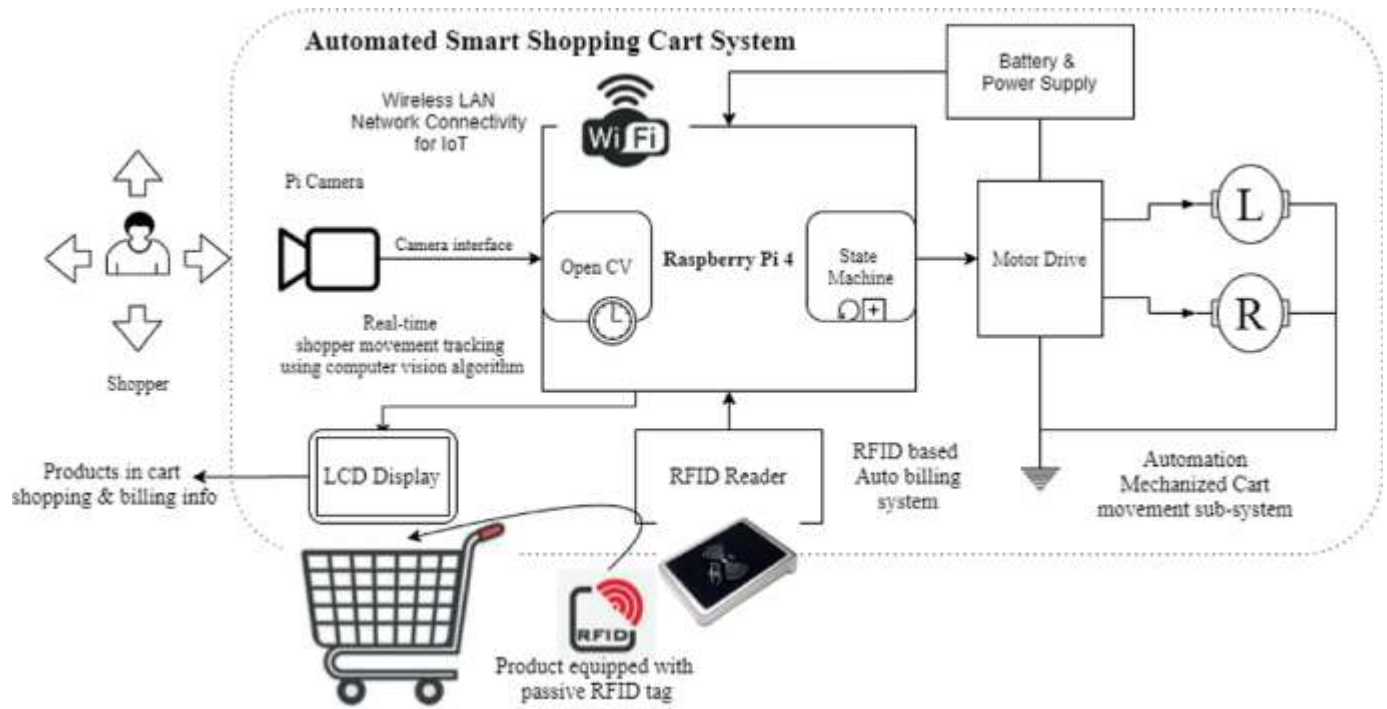 Automated Smart Shopping Cart System
Battery &
Power Supply
Wireless LAN
Network Connectivity
for IoT
WiFi
Pi Camera
Camera interface
Open CV
Raspberry Pi 4
State
Machine
Motor Drive
L
R
Real-time
shopper movement tracking
using computer vision algorithm
Shopper
Products in cart
shopping & billing info
LCD Display
RFID Reader
RFID based
Auto billing
system
Automation
Mechanized Cart
movement sub-system
RFID
Product equipped with
passive RFID tag